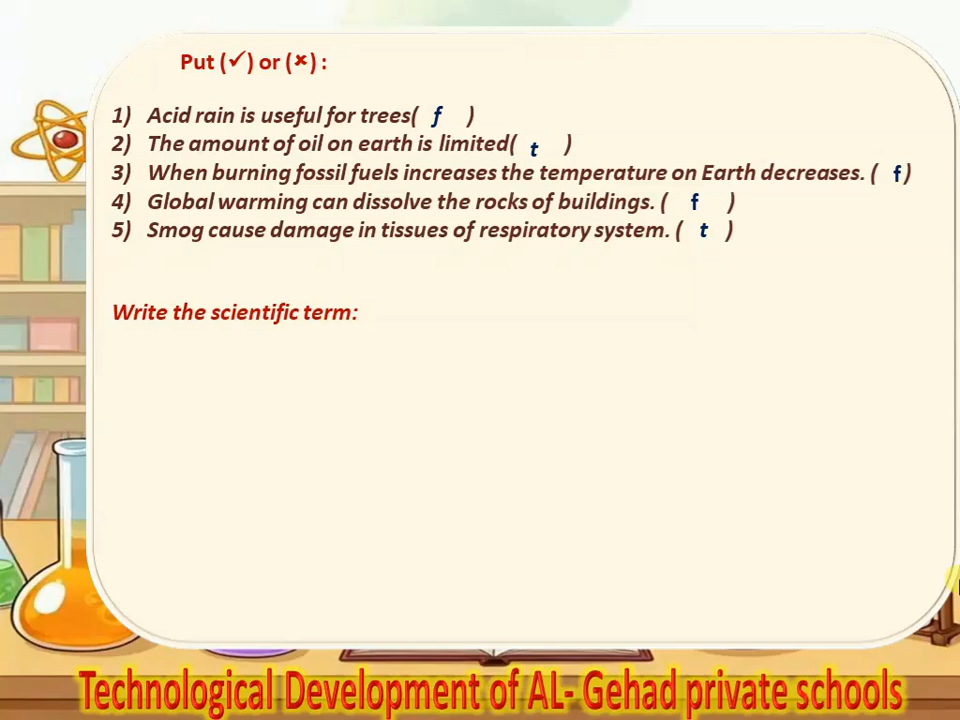 Put (✓) or (×) :
1) Acid rain is useful for trees( f )
2) The amount of oil on earth is limited( t )
3) When burning fossil fuels increases the temperature on Earth decreases. ( f )
4) Global warming can dissolve the rocks of buildings. ( f )
5) Smog cause damage in tissues of respiratory system. ( t )
Write the scientific term:
Technological Development of AL- Gehad private schools